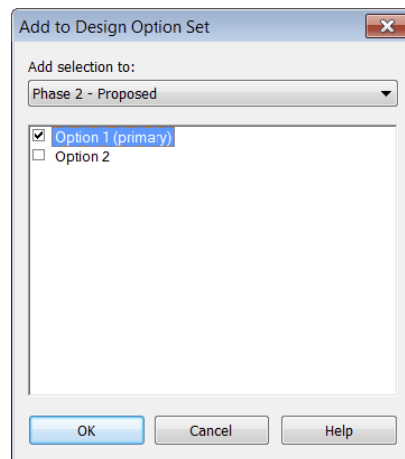 Add to Design Option Set
Add selection to:
Phase 2 - Proposed
Option 1 (primary)
Option 2
OK Cancel Help